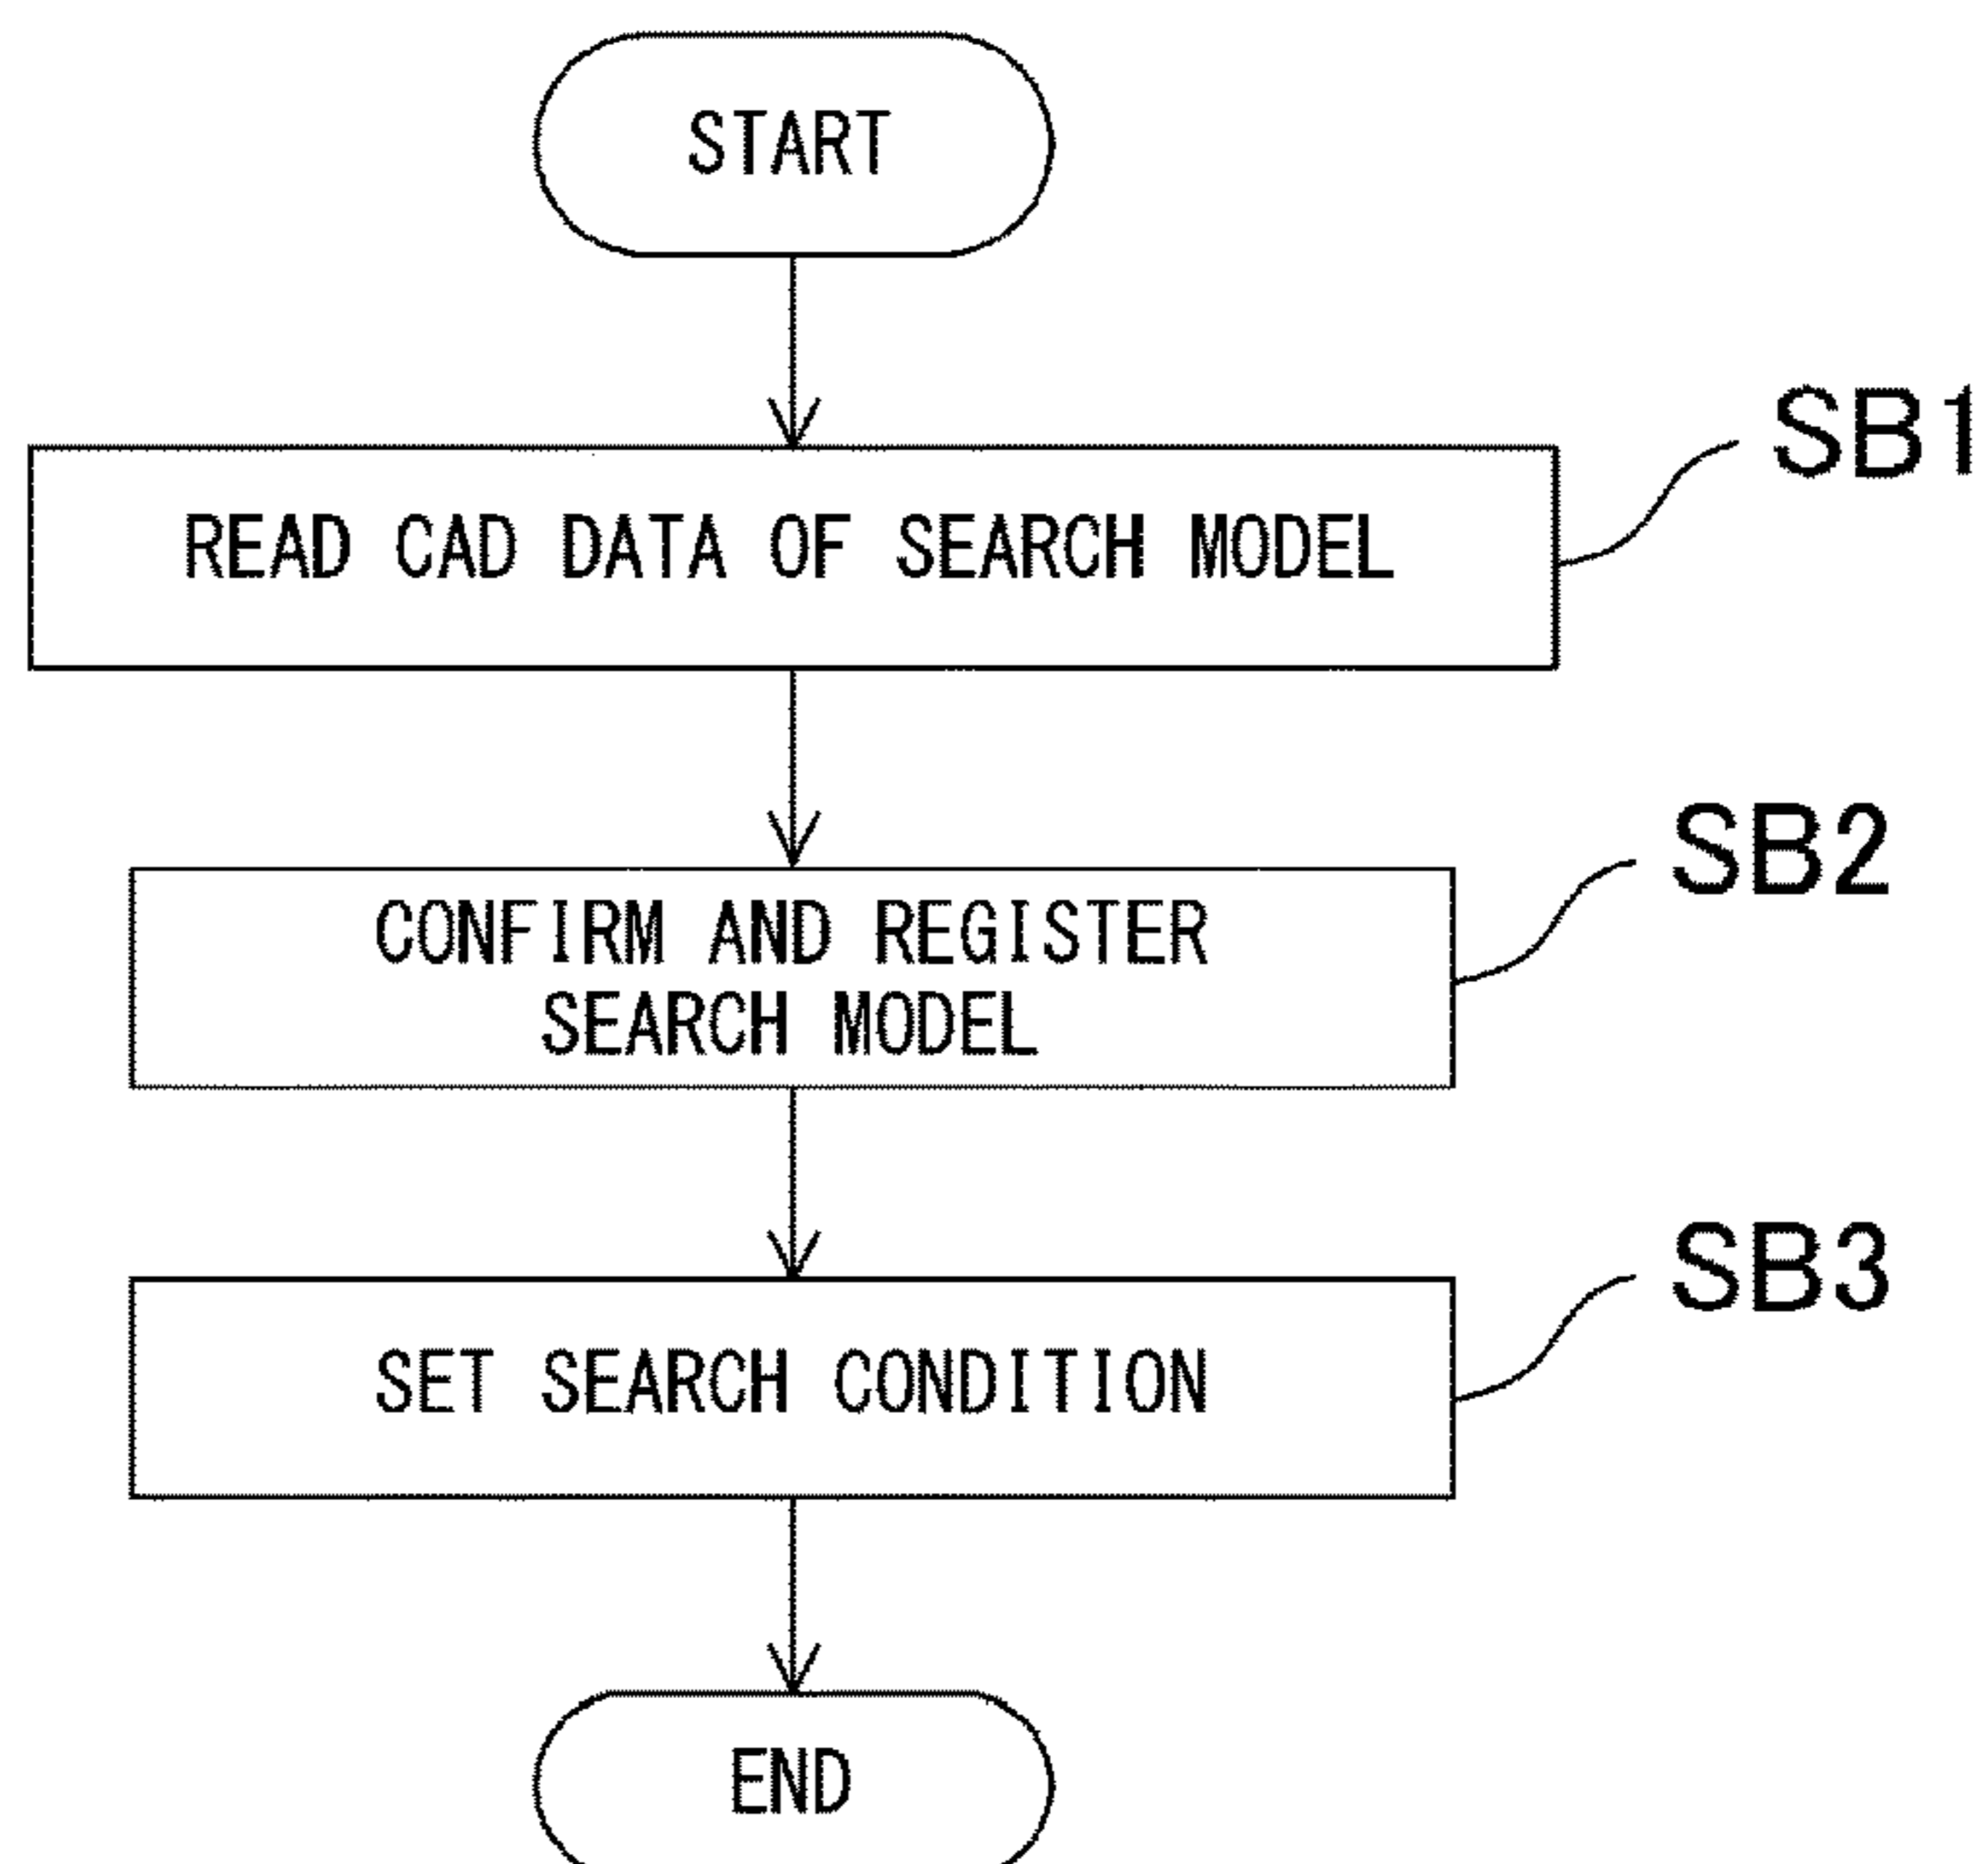 START
SB1
READ CAD DATA OF SEARCH MODEL
SB2
CONFIRM AND REGISTER
SEARCH MODEL
SB3
SET SEARCH CONDITION
END